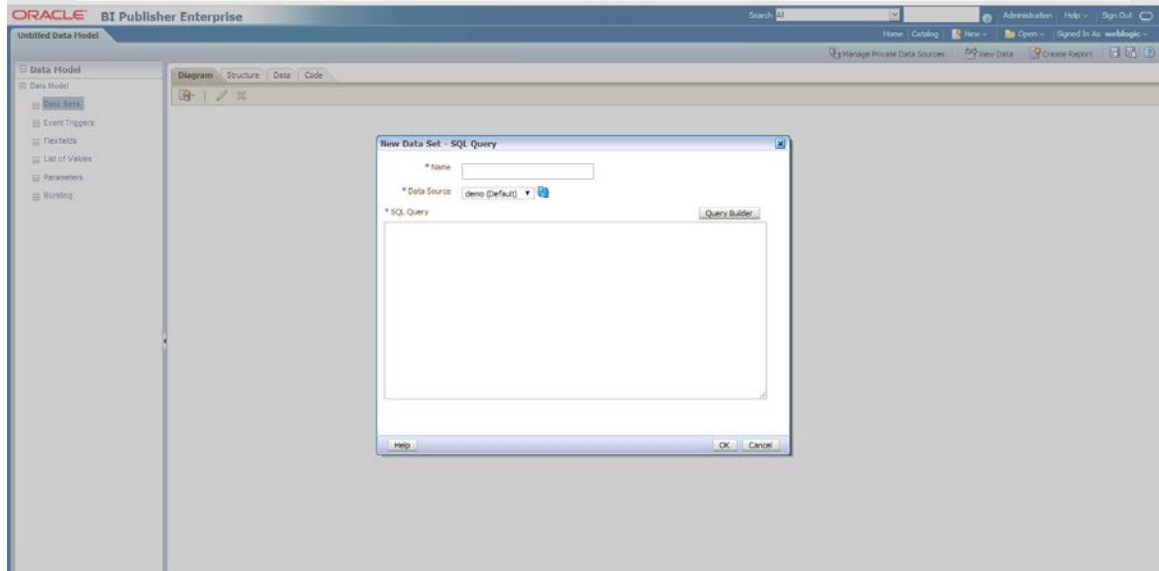 ORACLE BI Publisher Enterprise Search All Administration Help Sign Out
Untitled Data Model Home Catalog New Open Signed In As weblogic
Manage Private Data Sources View Data Create Report
Data Model Diagram Structure Data Code
Data Model
Data Sets
Event Triggers
Flexfields
List of Values
Parameters
Bursting
New Data Set - SQL Query
* Name
* Data Source demo (Default)
* SQL Query Query Builder
Help OK Cancel